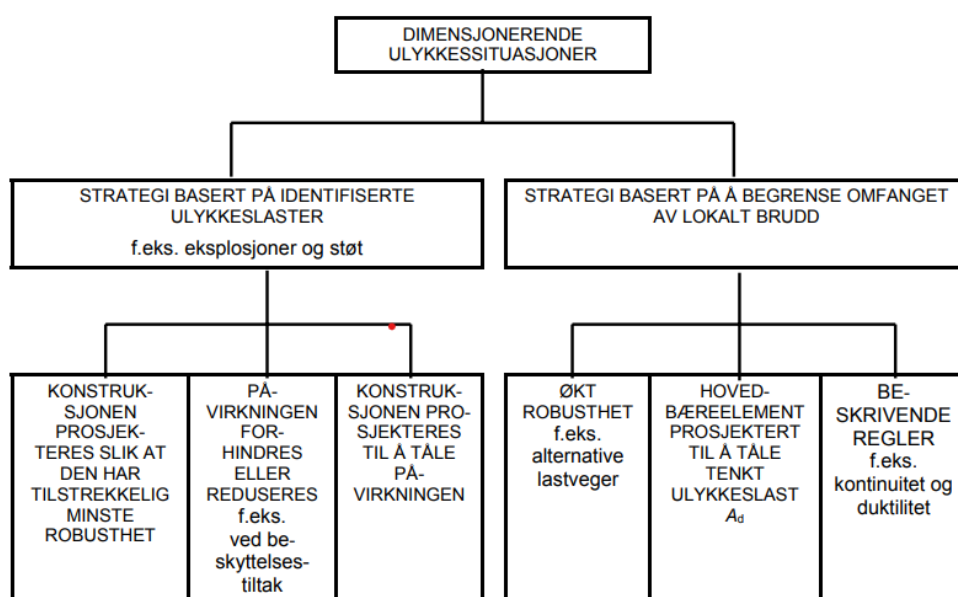 DIMENSJONERENDE
ULYKKESSITUASJONER
STRATEGI BASERT PÅ IDENTIFISERTE
ULYKKESLASTER
f.eks. eksplosjoner og støt
STRATEGI BASERT PÅ Å BEGRENSE OMFANGET
AV LOKALT BRUDD
KONSTRUK-
SJONEN
PROSJEK-
TERES SLIK AT
DEN HAR
TILSTREKKELIG
MINSTE
ROBUSTHET
PÅ-
VIRKNINGEN
FOR-
HINDRES
ELLER
REDUSERES
f.eks.
ved be-
skyttelses-
tiltak
KONSTRUK-
SJONEN PRO-
SJEKTERES
TIL Å TÅLE
PÅ-
VIRKNINGEN
ØKT
ROBUSTHET
f.eks.
alternative
lastveger
HOVED-
BÆREELEMENT
PROSJEKTERT
TIL Å TÅLE
TENKT
ULYKKESLAST
Ad
BE-
SKRIVENDE
REGLER
f.eks.
kontinuitet og
duktilitet